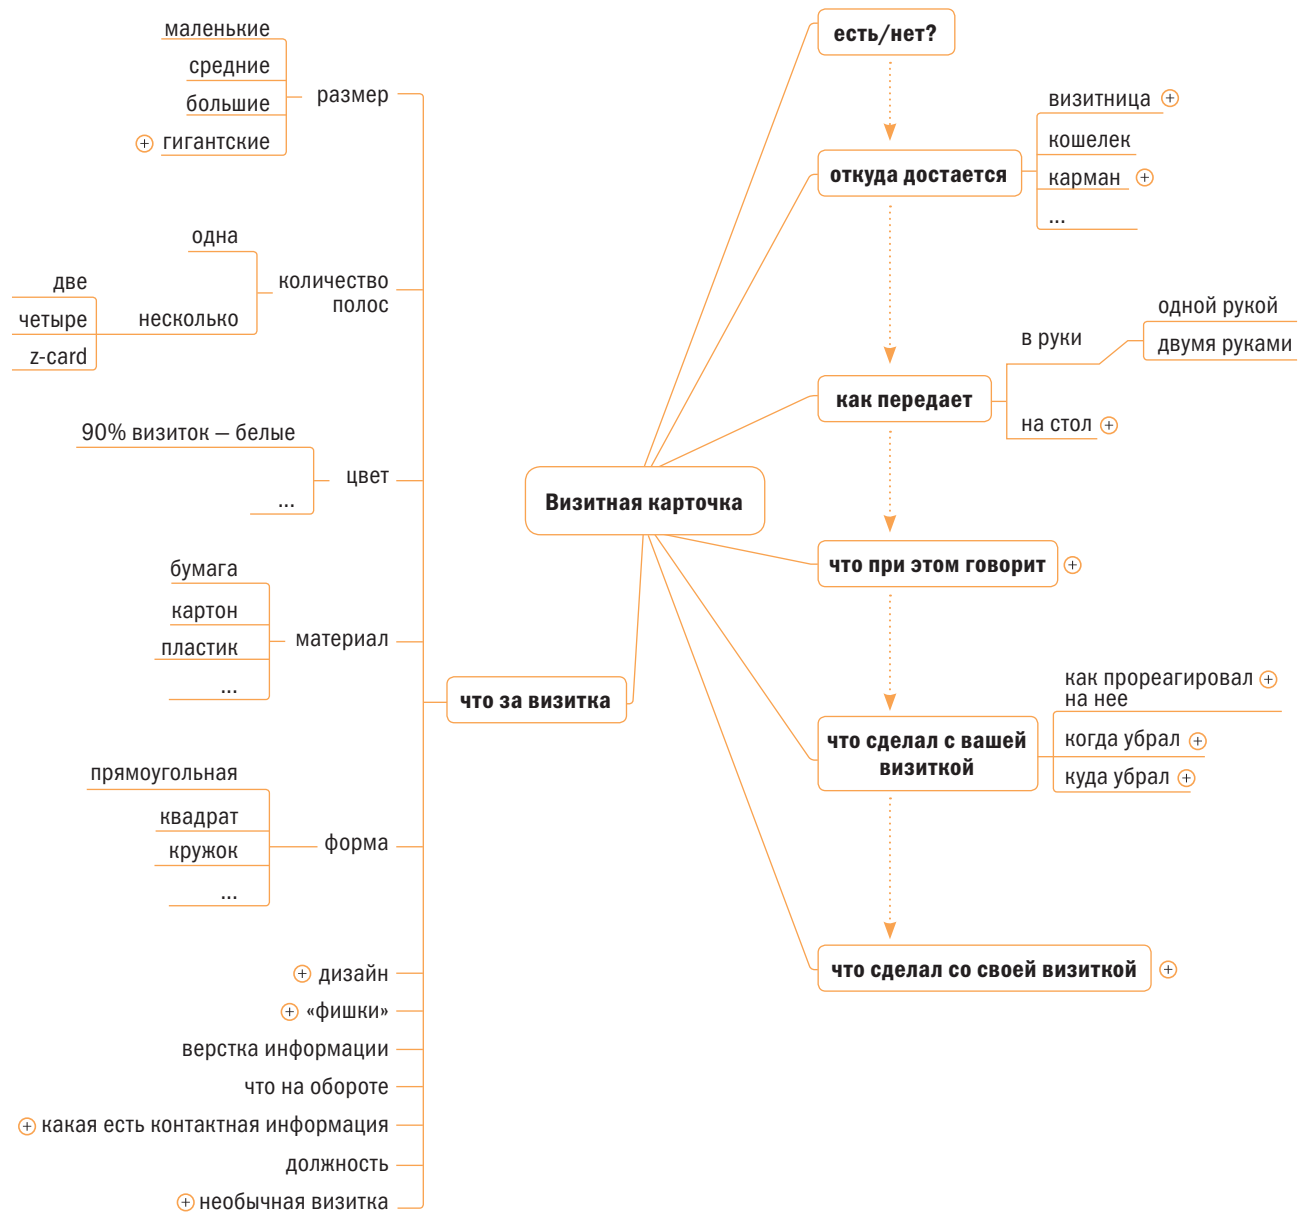 маленькие
средние
большие
гигантские
размер
одна
две
четыре
z-card
несколько
количество
полос
90% визиток — белые
...
цвет
бумага
картон
пластик
...
материал
прямоугольная
квадрат
кружок
...
форма
дизайн
«фишки»
верстка информации
что на обороте
какая есть контактная информация
должность
необычная визитка
что за визитка
Визитная карточка
есть/нет?
откуда достается
визитница
кошелек
карман
...
как передает
в руки
одной рукой
двумя руками
на стол
что при этом говорит
что сделал с вашей
визиткой
как прореагировал
на нее
когда убрал
куда убрал
что сделал со своей визиткой